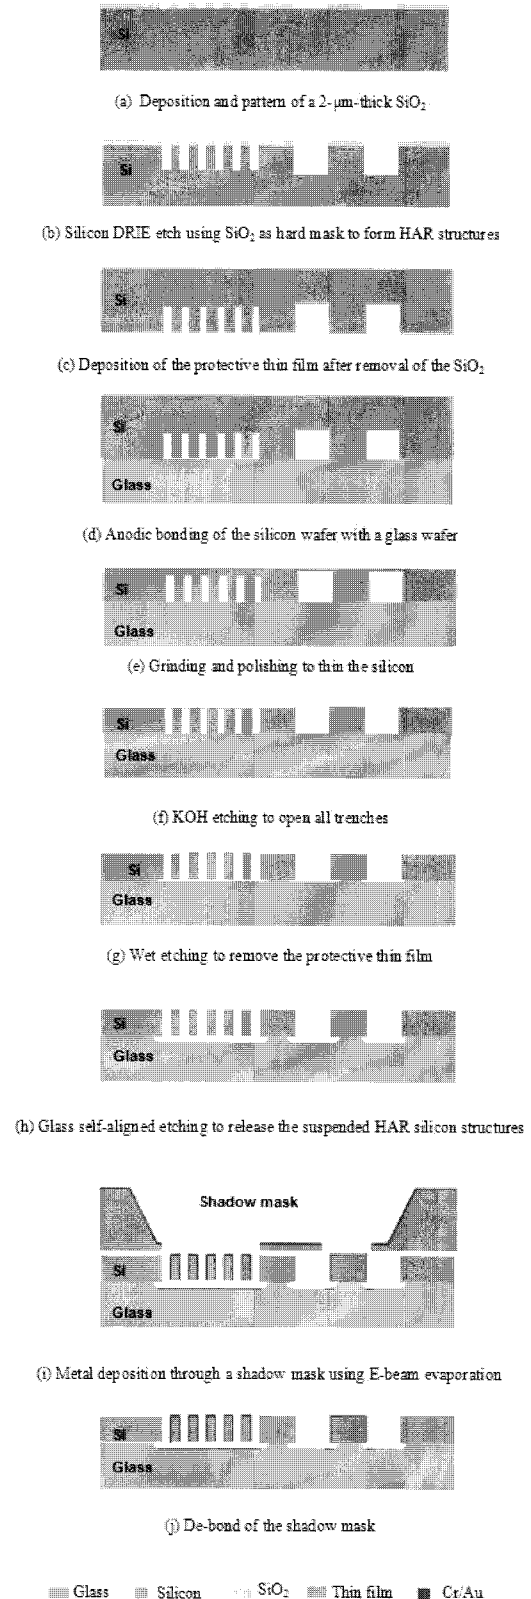 Si
(a) Deposition and pattern of a 2-μm-thick SiO₂
Si
(b) Silicon DRIE etch using SiO₂ as hard mask to form HAR structures
Si
(c) Deposition of the protective thin film after removal of the SiO₂
Si
Glass
(d) Anodic bonding of the silicon wafer with a glass wafer
Si
Glass
(e) Grinding and polishing to thin the silicon
Si
Glass
(f) KOH etching to open all trenches
Si
Glass
(g) Wet etching to remove the protective thin film
Si
Glass
(h) Glass self-aligned etching to release the suspended HAR silicon structures
Shadow mask
Si
Glass
(i) Metal deposition through a shadow mask using E-beam evaporation
Si
Glass
(j) De-bond of the shadow mask
Glass Silicon SiO₂ Thin film Cr/Au